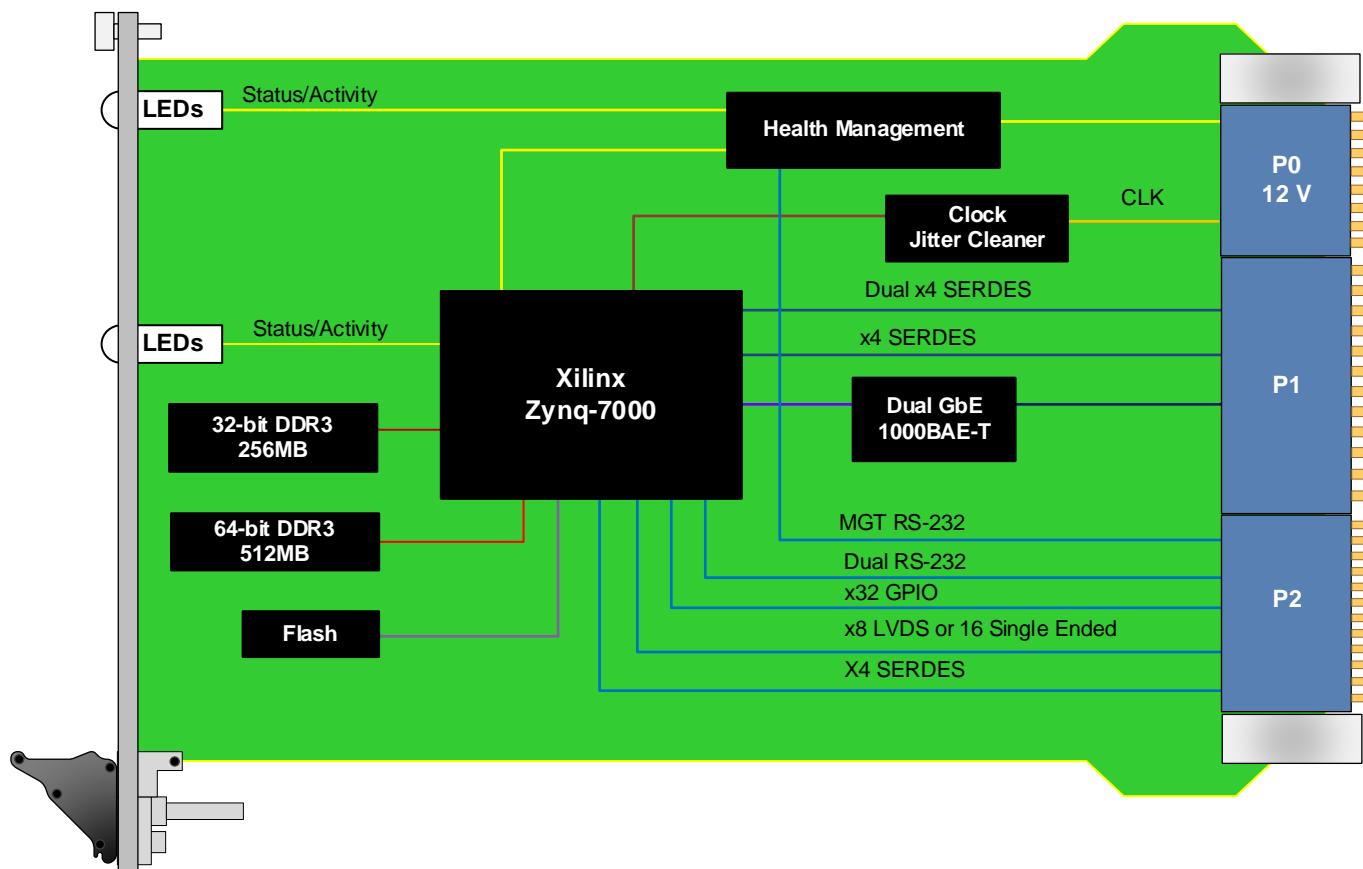 LEDs
Status/Activity
Health Management
P0
12 V
CLK
Clock
Jitter Cleaner
Dual x4 SERDES
LEDs
Status/Activity
x4 SERDES
Xilinx
Zynq-7000
P1
32-bit DDR3
256MB
Dual GbE
1000BAE-T
64-bit DDR3
512MB
MGT RS-232
Dual RS-232
x32 GPIO
P2
Flash
x8 LVDS or 16 Single Ended
X4 SERDES